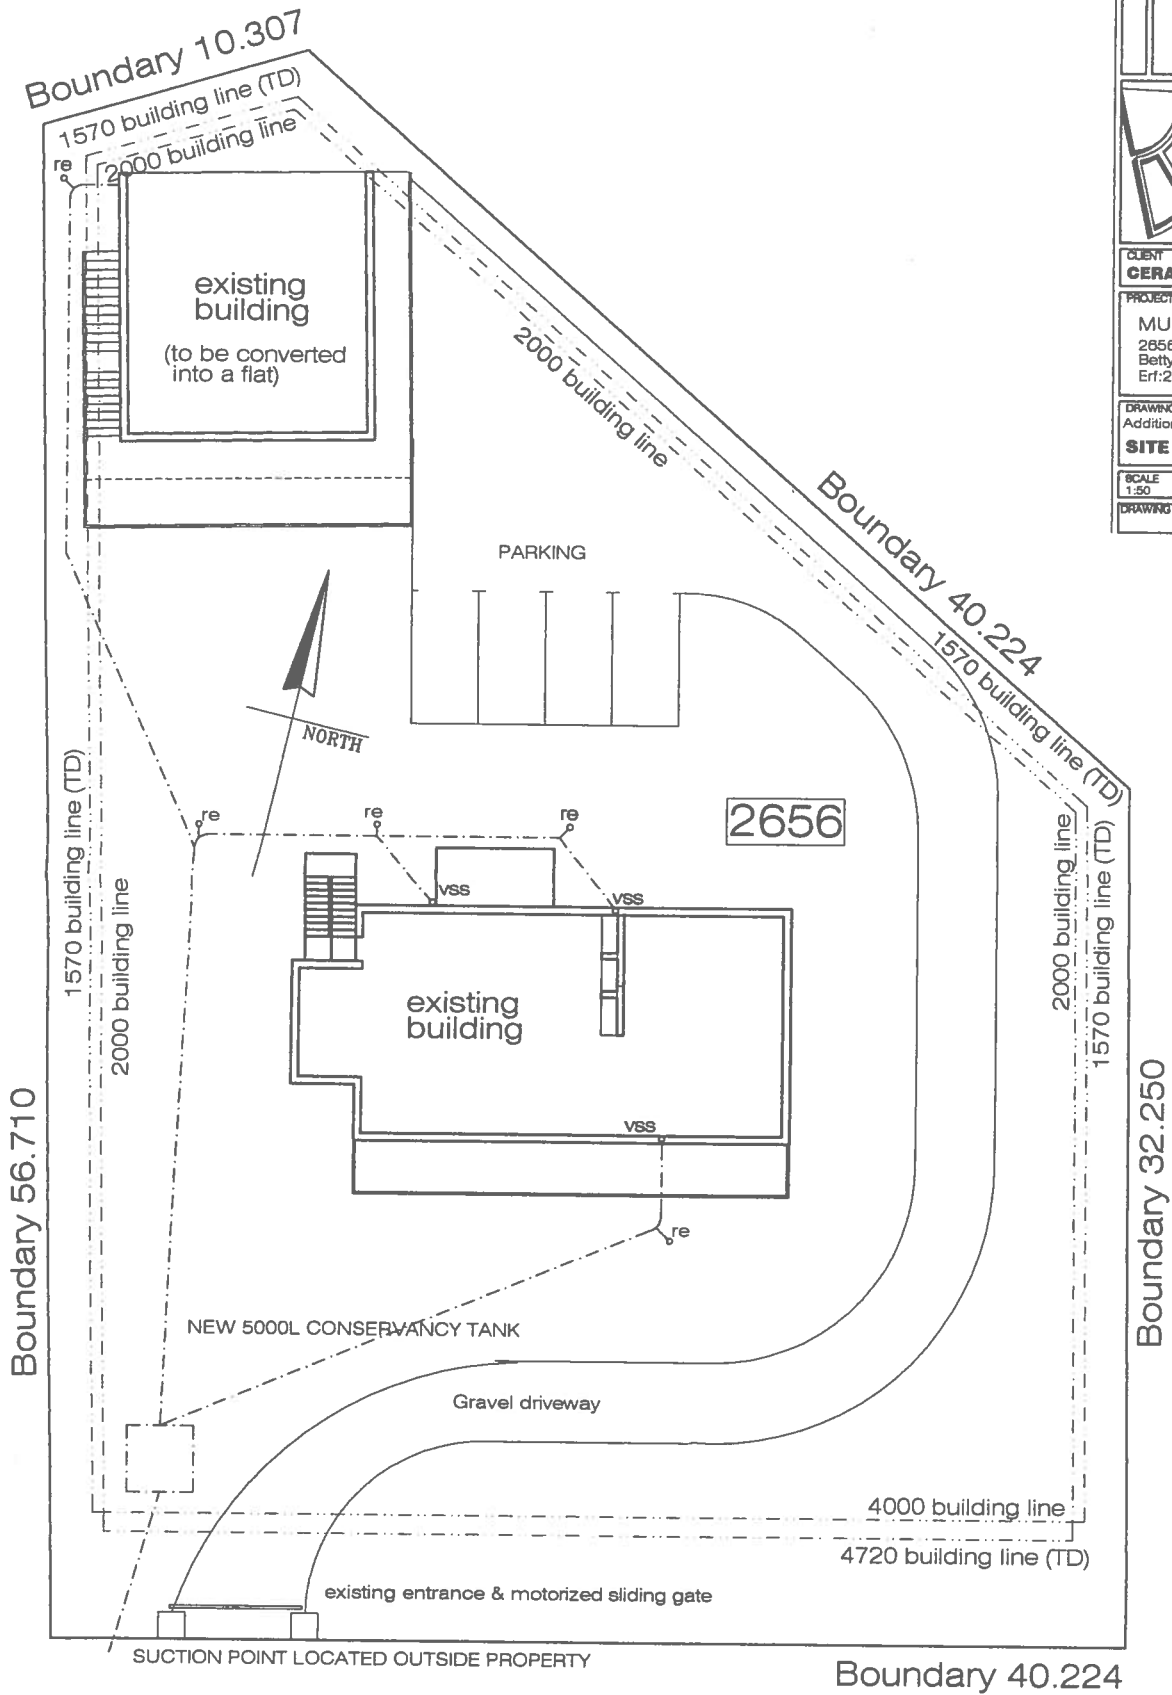 Boundary 10.307
1570 building line (TD)
2000 building line
re
existing
building
(to be converted
into a flat)
2000 building line
CLIENT
PROJECT
2656
SITE
SCALE
1:50
DRAWING
PARKING
Boundary 40.224
1570 building line (TD)
NORTH
re
re
re
2656
1570 building line (TD)
2000 building line
vss
vss
existing
building
2000 building line
1570 building line (TD)
vss
re
Boundary 56.710
Boundary 32.250
NEW 5000L CONSERVANCY TANK
Gravel driveway
4000 building line
4720 building line (TD)
existing entrance & motorized sliding gate
SUCTION POINT LOCATED OUTSIDE PROPERTY
Boundary 40.224